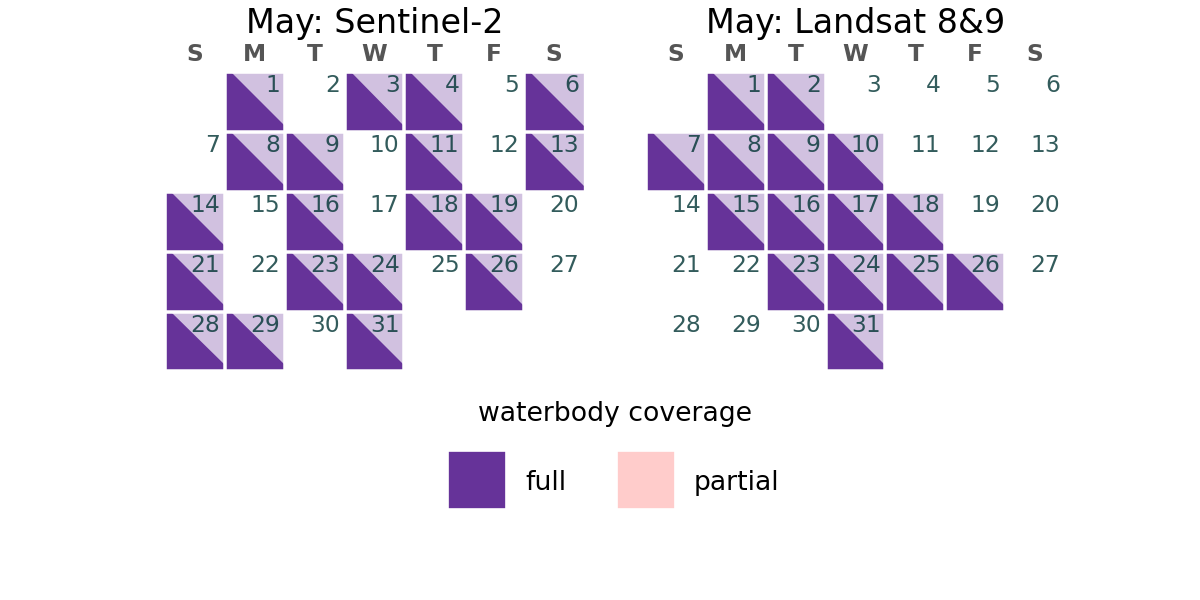 May: Sentinel-2
S M T W T F S
1 2 3 4 5 6
7 8 9 10 11 12 13
14 15 16 17 18 19 20
21 22 23 24 25 26 27
28 29 30 31
May: Landsat 8&9
S M T W T F S
1 2 3 4 5 6
7 8 9 10 11 12 13
14 15 16 17 18 19 20
21 22 23 24 25 26 27
28 29 30 31
waterbody coverage
full partial